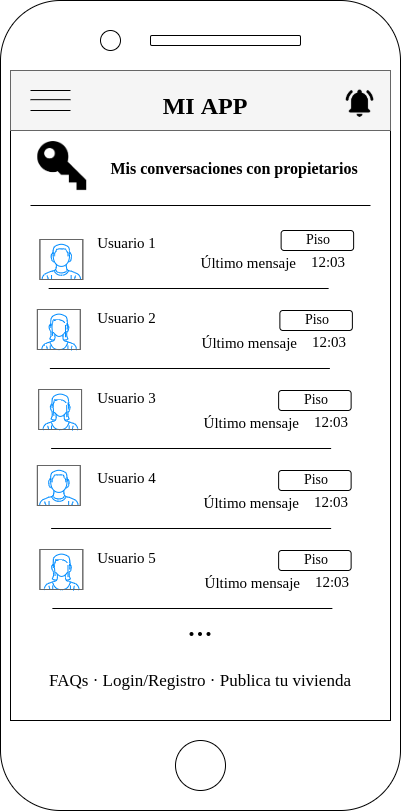 MI APP
Mis conversaciones con propietarios
Usuario 1
Piso
Último mensaje 12:03
Usuario 2
Piso
Último mensaje 12:03
Usuario 3
Piso
Último mensaje 12:03
Usuario 4
Piso
Último mensaje 12:03
Usuario 5
Piso
Último mensaje 12:03
...
FAQs · Login/Registro · Publica tu vivienda